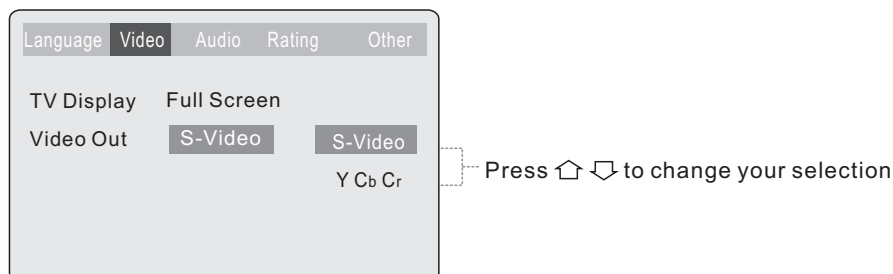 Language Video Audio Rating Other
TV Display Full Screen
Video Out S-Video S-Video
Y Cb Cr
Press to change your selection